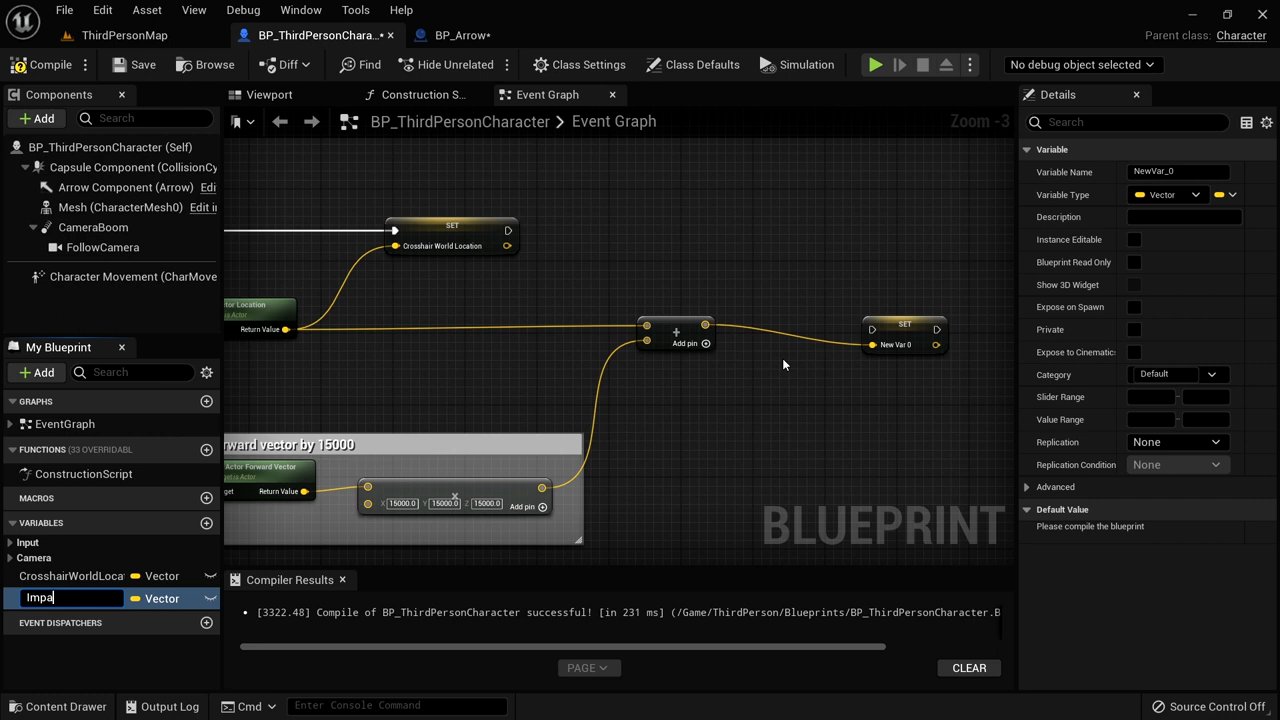 File Edit Asset View Debug Window Tools Help
ThirdPersonMap BP_ThirdPersonChara...* BP_Arrow* Parent class: Character
Compile Save Browse Diff Find Hide Unrelated Class Settings Class Defaults Simulation No debug object selected
Components Viewport Construction S... Event Graph Details
Add Search BP_ThirdPersonCharacter > Event Graph Zoom -3 Search
BP_ThirdPersonCharacter (Self)
Capsule Component (CollisionCy
Arrow Component (Arrow) Edi
Mesh (CharacterMesh0) Edit i
CameraBoom
FollowCamera
Character Movement (CharMove
My Blueprint
Add Search
GRAPHS
EventGraph
FUNCTIONS (33 OVERRIDABL
ConstructionScript
MACROS
VARIABLES
Input
Camera
CrosshairWorldLoca Vector
Impa Vector
EVENT DISPATCHERS
SET
Crosshair World Location
tor Location
is Actor
Return Value
+
Add pin
SET
New Var 0
rward vector by 15000
Actor Forward Vector
get is Actor
get Return Value
X 15000.0 Y 15000.0 Z 15000.0 Add pin
BLUEPRINT
Variable
Variable Name NewVar_0
Variable Type Vector
Description
Instance Editable
Blueprint Read Only
Show 3D Widget
Expose on Spawn
Private
Expose to Cinematics
Category Default
Slider Range
Value Range
Replication None
Replication Condition None
Advanced
Default Value
Please compile the blueprint
Compiler Results
[3322.48] Compile of BP_ThirdPersonCharacter successful! [in 231 ms] (/Game/ThirdPerson/Blueprints/BP_ThirdPersonCharacter.B
PAGE CLEAR
Content Drawer Output Log Cmd Enter Console Command Source Control Off